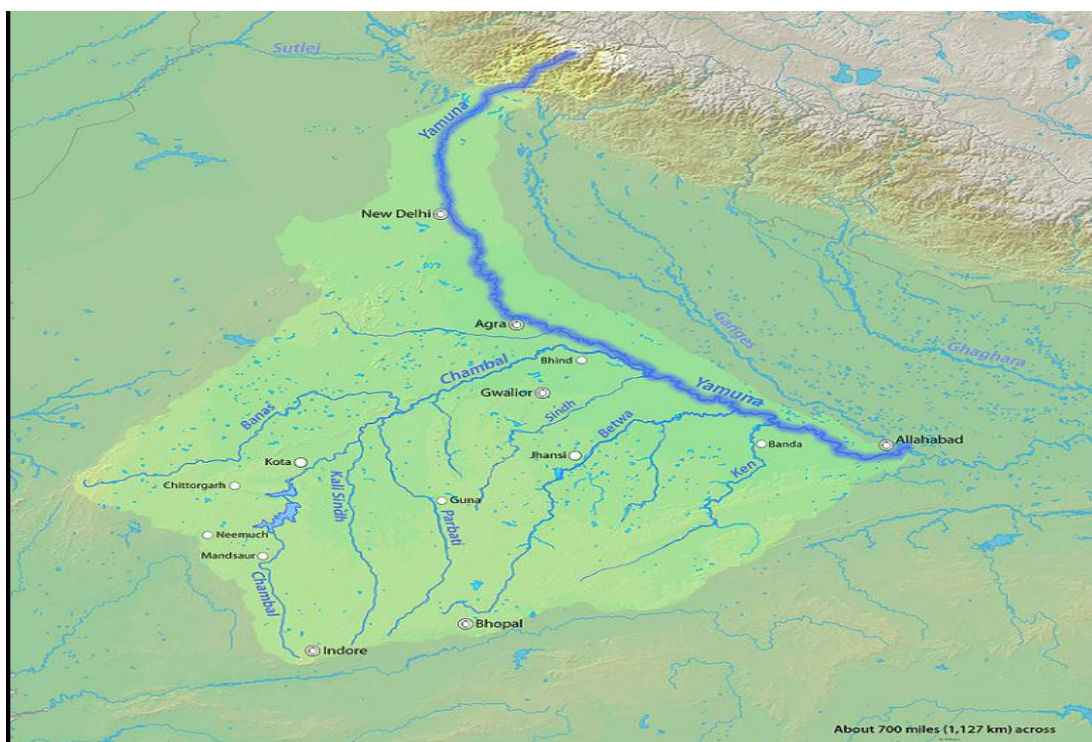 Sutlej
Yamuna
New Delhi
Agra
Ganges
Ghaghara
Chambal
Bhind
Yamuna
Gwalior
Banas
Sindh
Betwa
Allahabad
Banda
Jhansi
Kota
Ken
Kali Sindh
Chittorgarh
Guna
Parbati
Neemuch
Mandsaur
Chambal
Bhopal
Indore
About 700 miles (1,127 km) across